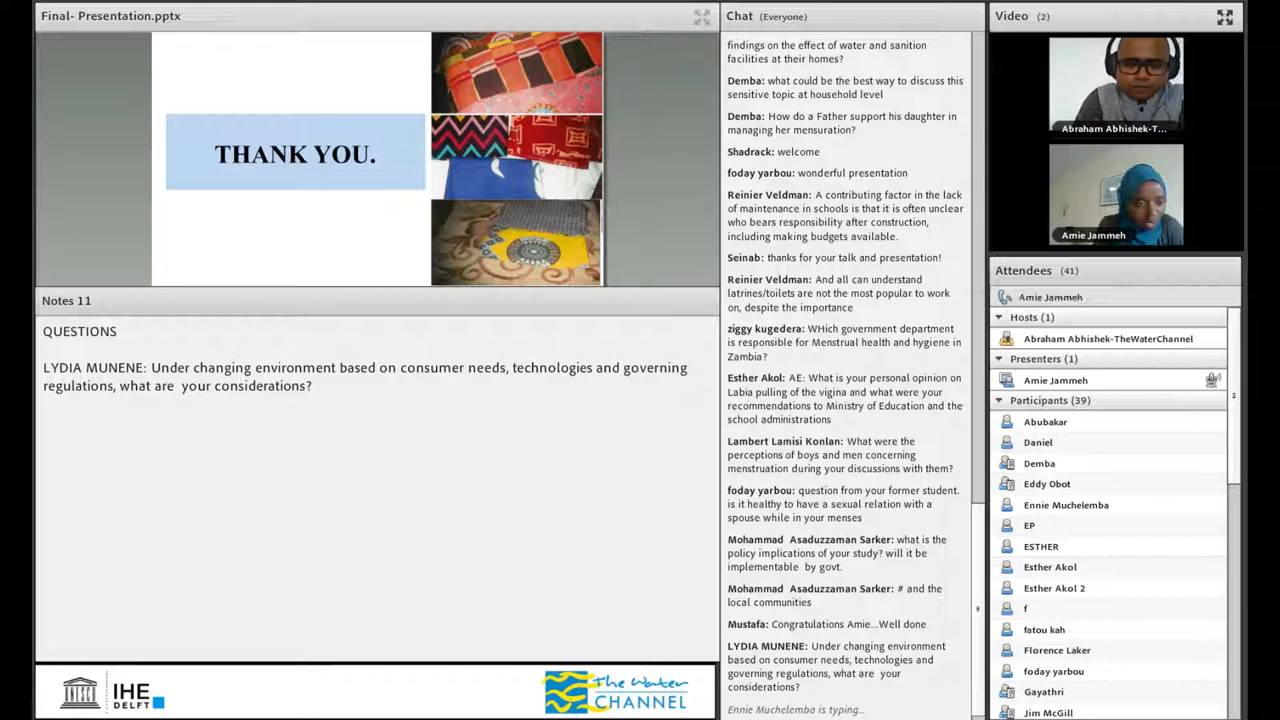 Final- Presentation.pptx
THANK YOU.
Notes 11
QUESTIONS
LYDIA MUNENE: Under changing environment based on consumer needs, technologies and governing
regulations, what are  your considerations?
UNESCO
IHE
DELFT
The Water
CHANNEL
Chat (Everyone)
findings on the effect of water and sanition
facilities at their homes?
Demba: what could be the best way to discuss this
sensitive topic at household level
Demba: How do a Father support his daughter in
managing her mensuration?
Shadrack: welcome
foday yarbou: wonderful presentation
Reinier Veldman: A contributing factor in the lack
of maintenance in schools is that it is often unclear
who bears responsibility after construction,
including making budgets available.
Seinab: thanks for your talk and presentation!
Reinier Veldman: And all can understand
latrines/toilets are not the most popular to work
on, despite the importance
ziggy kugedera: WHich government department
is responsible for Menstrual health and hygiene in
Zambia?
Esther Akol: AE: What is your personal opinion on
Labia pulling of the vigina and what were your
recommendations to Ministry of Education and the
school administrations
Lambert Lamisi Konlan: What were the
perceptions of boys and men concerning
menstruation during your discussions with them?
foday yarbou: question from your former student.
is it healthy to have a sexual relation with a
spouse while in your menses
Mohammad  Asaduzzaman Sarker: what is the
policy implications of your study? will it be
implementable  by govt.
Mohammad  Asaduzzaman Sarker: # and the
local communities
Mustafa: Congratulations Amie...Well done
LYDIA MUNENE: Under changing environment
based on consumer needs, technologies and
governing regulations, what are  your
considerations?
Ennie Muchelemba is typing...
Video (2)
Abraham Abhishek-T...
Amie Jammeh
Attendees (41)
Amie Jammeh
Hosts (1)
Abraham Abhishek-TheWaterChannel
Presenters (1)
Amie Jammeh
Participants (39)
Abubakar
Daniel
Demba
Eddy Obot
Ennie Muchelemba
EP
ESTHER
Esther Akol
Esther Akol 2
f
fatou kah
Florence Laker
foday yarbou
Gayathri
Jim McGill